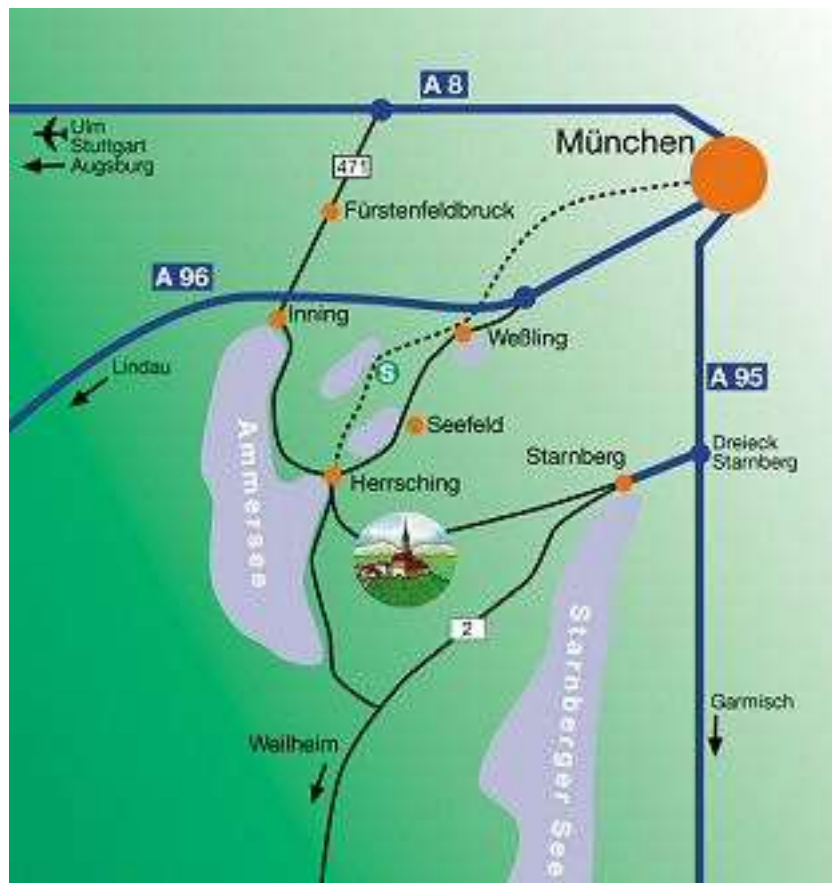 A 8
Ulm
Stuttgart
Augsburg
München
471
Fürstenfeldbruck
A 96
Inning
Weßling
Lindau
S
A 95
Ammersee
Seefeld
Starnberg
Dreieck
Starnberg
Herrsching
2
Starnberger See
Garmisch
Weilheim